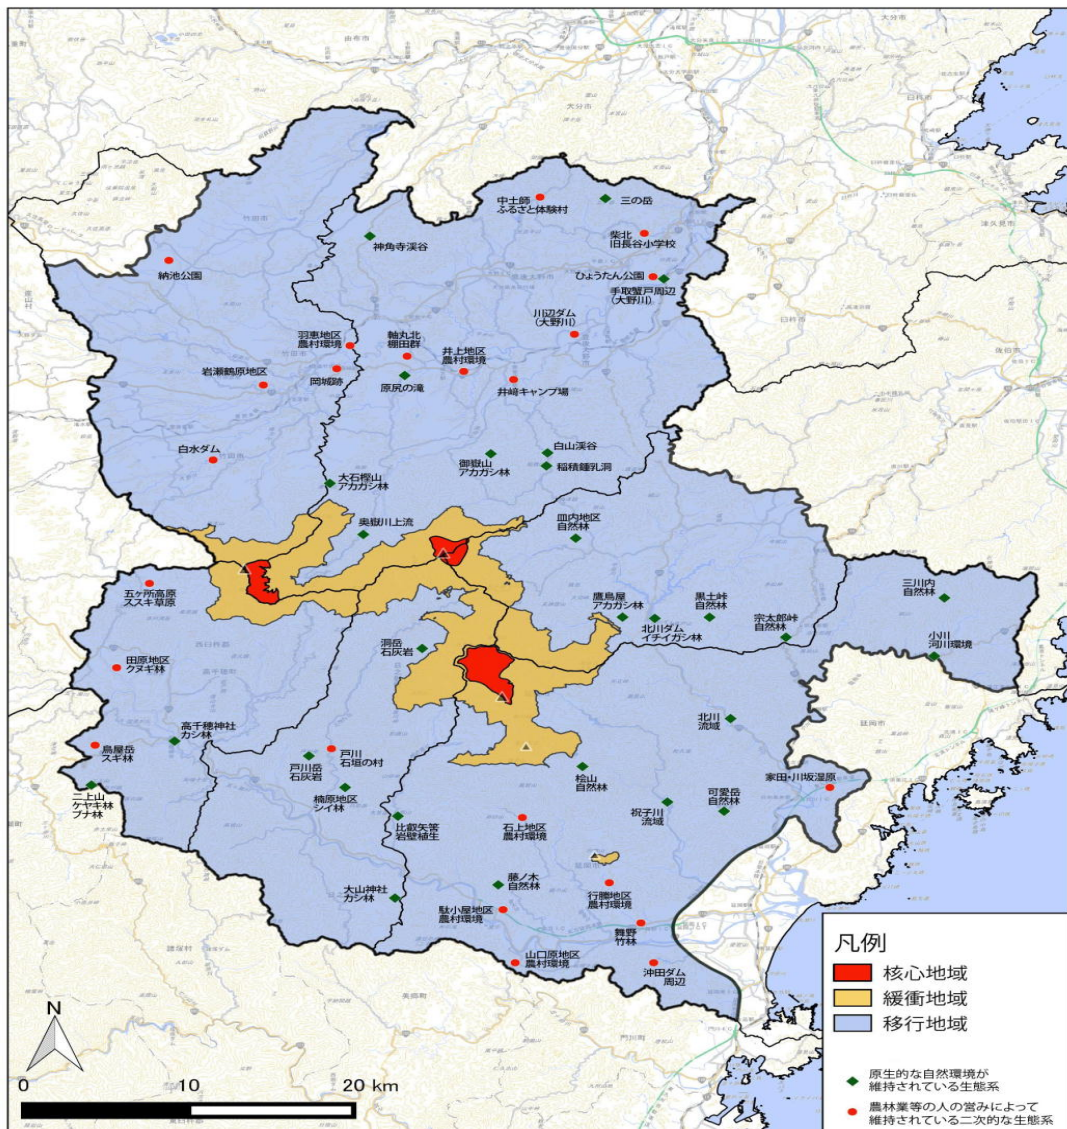 中土師
ふるさと体験村
三の岳
神角寺渓谷
柴北
旧長谷小学校
納池公園
ひょうたん公園
手取蟹戸周辺
（大野川）
川辺ダム
（大野川）
羽恵地区
農村環境
軸丸北
棚田群
井上地区
農村環境
岩瀬鶴原地区
岡城跡
原尻の滝
井崎キャンプ場
白水ダム
御嶽山
アカガシ林
白山渓谷
稲積鍾乳洞
大石樫山
アカガシ林
奥嶽川上流
皿内地区
自然林
五ヶ所高原
ススキ草原
三川内
自然林
鷹鳥屋
アカガシ林
北川ダム
イチイガシ林
黒土峠
自然林
宗太郎峠
自然林
小川
河川環境
洞岳
石灰岩
田原地区
クヌギ林
高千穂神社
カシ林
北川
流域
鳥屋岳
スギ林
戸川岳
石灰岩
戸川
石垣の村
二上山
ケヤキ林
ブナ林
楠原地区
シイ林
桧山
自然林
家田・川坂湿原
比叡矢筈
岩壁植生
石上地区
農村環境
祝子川
流域
可愛岳
自然林
大山神社
カシ林
藤ノ木
自然林
行縢地区
農村環境
駄小屋地区
農村環境
舞野
竹林
山口原地区
農村環境
沖田ダム
周辺
凡例
核心地域
緩衝地域
移行地域
原生的な自然環境が
維持されている生態系
農林業等の人の営みによって
維持されている二次的な生態系
N
0 10 20 km